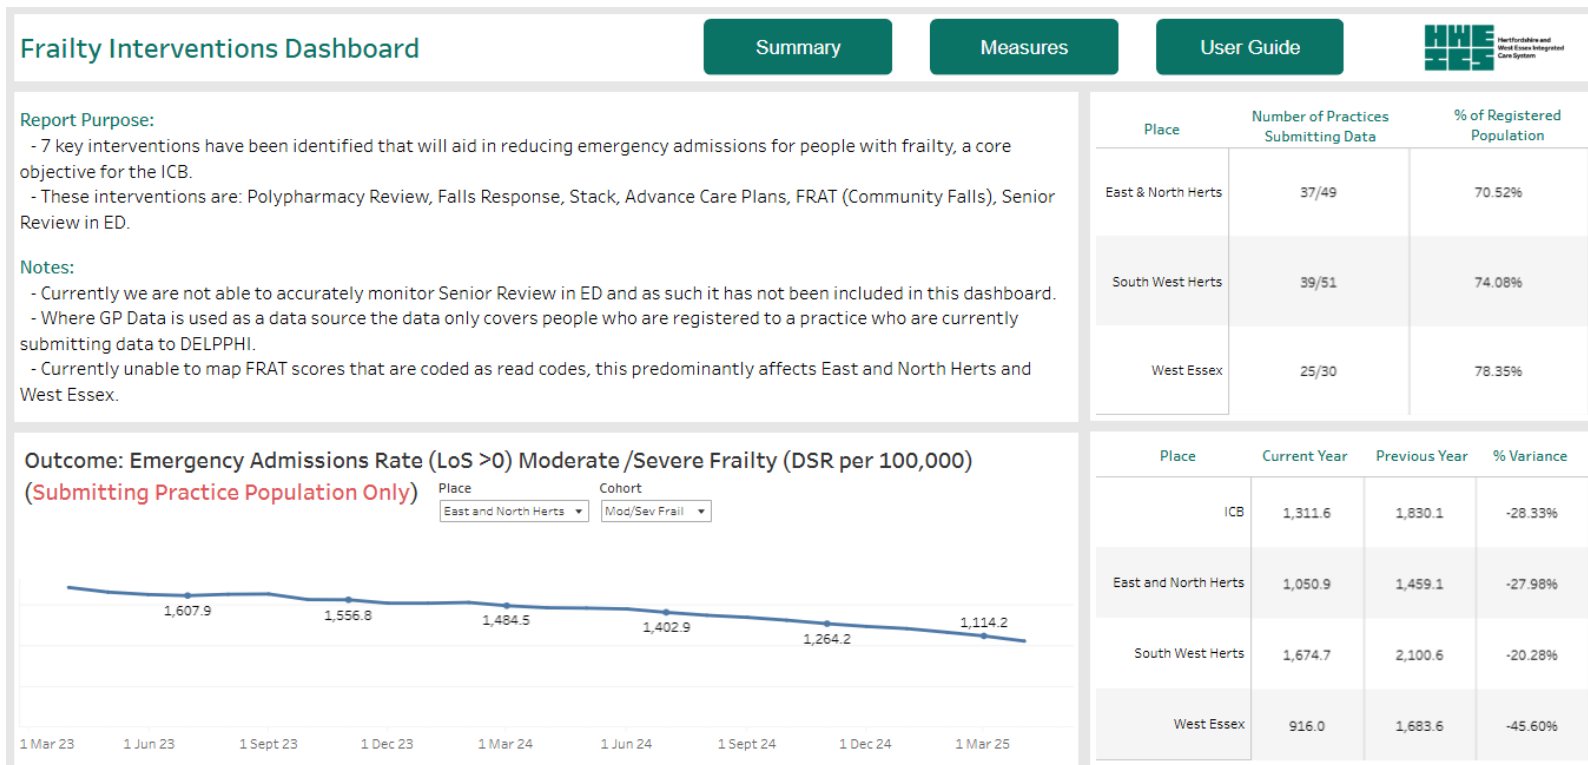 Frailty Interventions Dashboard
Summary
Measures
User Guide
Hertfordshire and
West Essex Integrated
Care System
Report Purpose:
- 7 key interventions have been identified that will aid in reducing emergency admissions for people with frailty, a core
objective for the ICB.
- These interventions are: Polypharmacy Review, Falls Response, Stack, Advance Care Plans, FRAT (Community Falls), Senior
Review in ED.
Notes:
- Currently we are not able to accurately monitor Senior Review in ED and as such it has not been included in this dashboard.
- Where GP Data is used as a data source the data only covers people who are registered to a practice who are currently
submitting data to DELPPHI.
- Currently unable to map FRAT scores that are coded as read codes, this predominantly affects East and North Herts and
West Essex.
Place Number of Practices Submitting Data % of Registered Population
East & North Herts 37/49 70.52%
South West Herts 39/51 74.08%
West Essex 25/30 78.35%
Outcome: Emergency Admissions Rate (LoS >0) Moderate /Severe Frailty (DSR per 100,000)
(Submitting Practice Population Only)
Place Cohort
East and North Herts Mod/Sev Frail
1,607.9 1,556.8 1,484.5 1,402.9 1,264.2 1,114.2
1 Mar 23 1 Jun 23 1 Sept 23 1 Dec 23 1 Mar 24 1 Jun 24 1 Sept 24 1 Dec 24 1 Mar 25
Place Current Year Previous Year % Variance
ICB 1,311.6 1,830.1 -28.33%
East and North Herts 1,050.9 1,459.1 -27.98%
South West Herts 1,674.7 2,100.6 -20.28%
West Essex 916.0 1,683.6 -45.60%